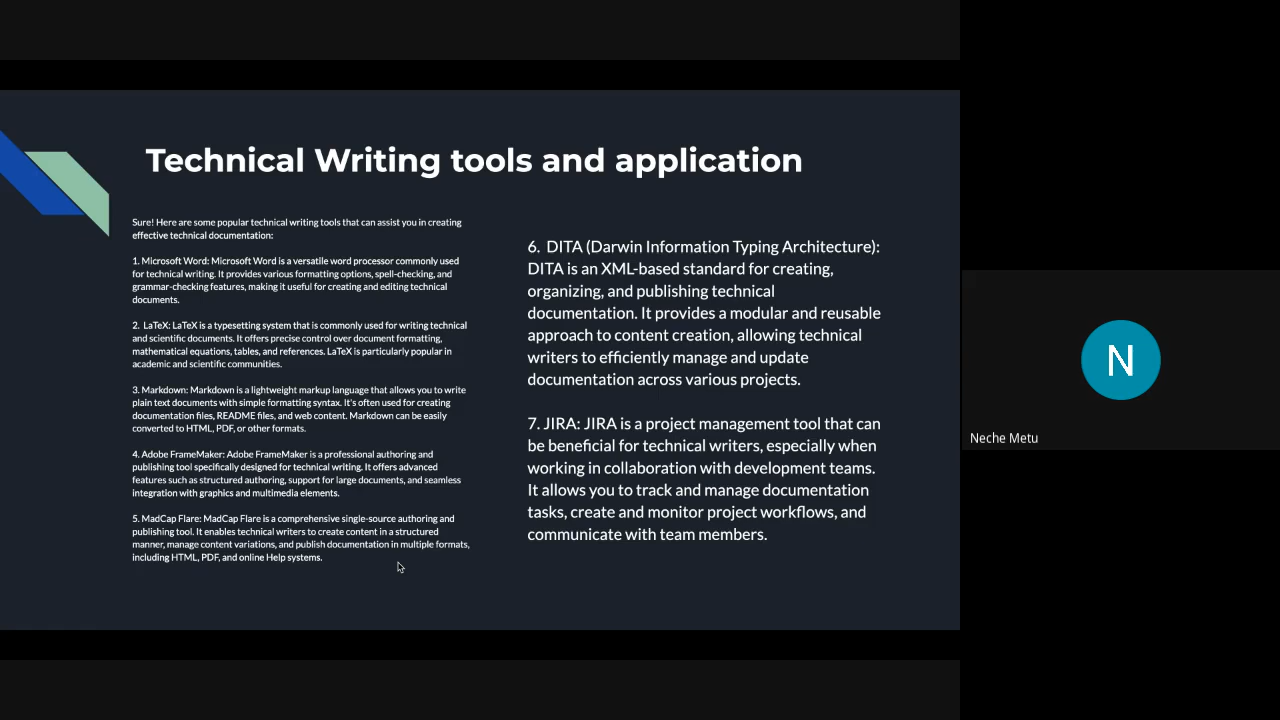 Technical Writing tools and application
Sure! Here are some popular technical writing tools that can assist you in creating
effective technical documentation:
1. Microsoft Word: Microsoft Word is a versatile word processor commonly used
for technical writing. It provides various formatting options, spell-checking, and
grammar-checking features, making it useful for creating and editing technical
documents.
2.  LaTeX: LaTeX is a typesetting system that is commonly used for writing technical
and scientific documents. It offers precise control over document formatting,
mathematical equations, tables, and references. LaTeX is particularly popular in
academic and scientific communities.
3. Markdown: Markdown is a lightweight markup language that allows you to write
plain text documents with simple formatting syntax. It's often used for creating
documentation files, README files, and web content. Markdown can be easily
converted to HTML, PDF, or other formats.
4. Adobe FrameMaker: Adobe FrameMaker is a professional authoring and
publishing tool specifically designed for technical writing. It offers advanced
features such as structured authoring, support for large documents, and seamless
integration with graphics and multimedia elements.
5. MadCap Flare: MadCap Flare is a comprehensive single-source authoring and
publishing tool. It enables technical writers to create content in a structured
manner, manage content variations, and publish documentation in multiple formats,
including HTML, PDF, and online Help systems.
6.  DITA (Darwin Information Typing Architecture):
DITA is an XML-based standard for creating,
organizing, and publishing technical
documentation. It provides a modular and reusable
approach to content creation, allowing technical
writers to efficiently manage and update
documentation across various projects.
7. JIRA: JIRA is a project management tool that can
be beneficial for technical writers, especially when
working in collaboration with development teams.
It allows you to track and manage documentation
tasks, create and monitor project workflows, and
communicate with team members.
N
Neche Metu